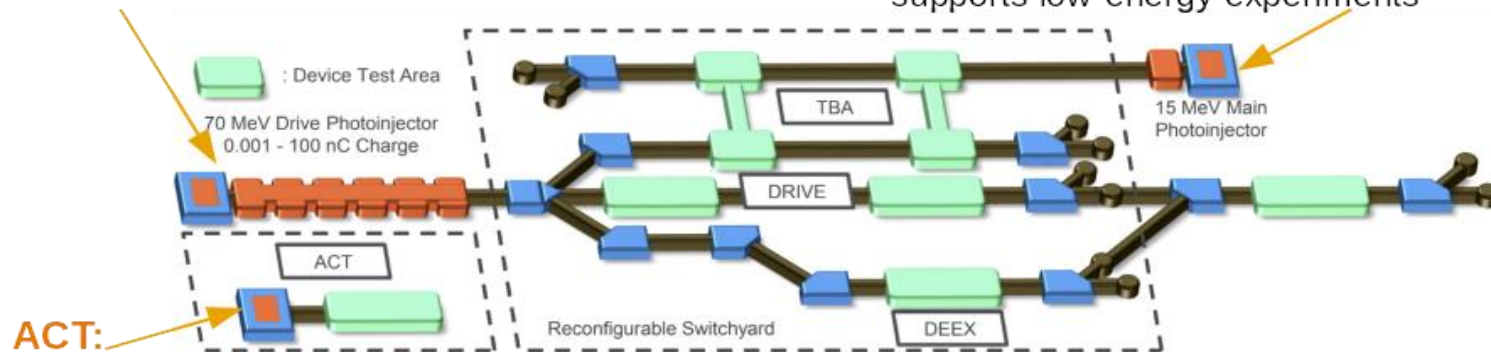 supports low-energy experiments
: Device Test Area
70 MeV Drive Photoinjector
0.001 - 100 nC Charge
TBA
15 MeV Main
Photoinjector
DRIVE
ACT
ACT:
Reconfigurable Switchyard
DEEX